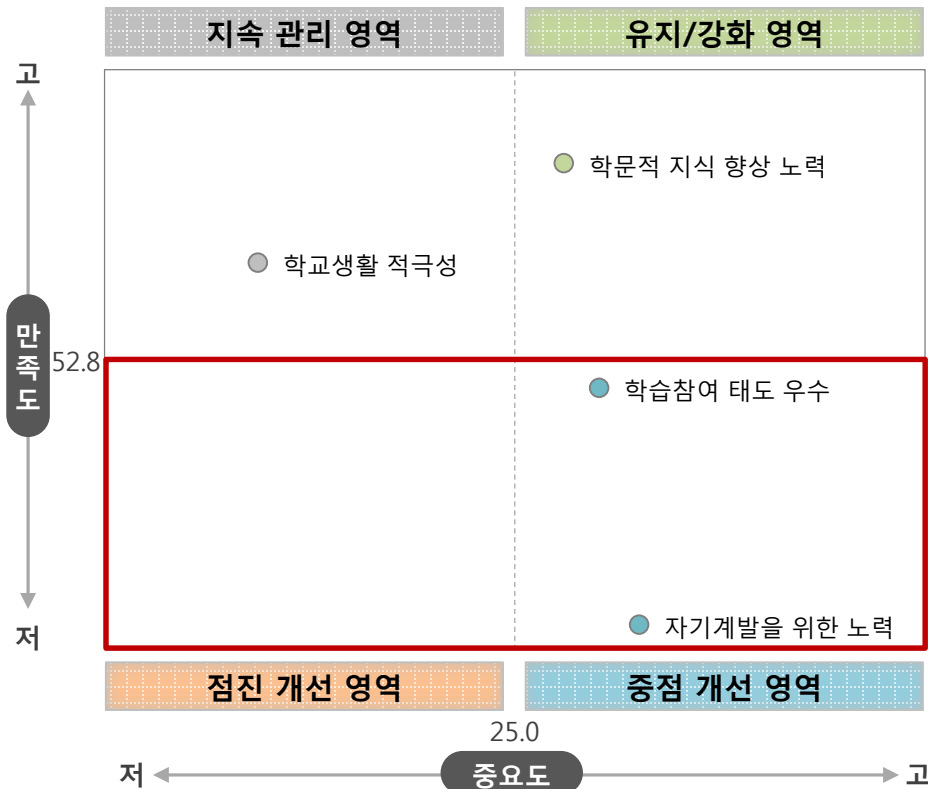 지속 관리 영역
유지/강화 영역
고
학문적 지식 향상 노력
학교생활 적극성
만족도
52.8
학습참여 태도 우수
자기계발을 위한 노력
저
점진 개선 영역
중점 개선 영역
25.0
저
중요도
고